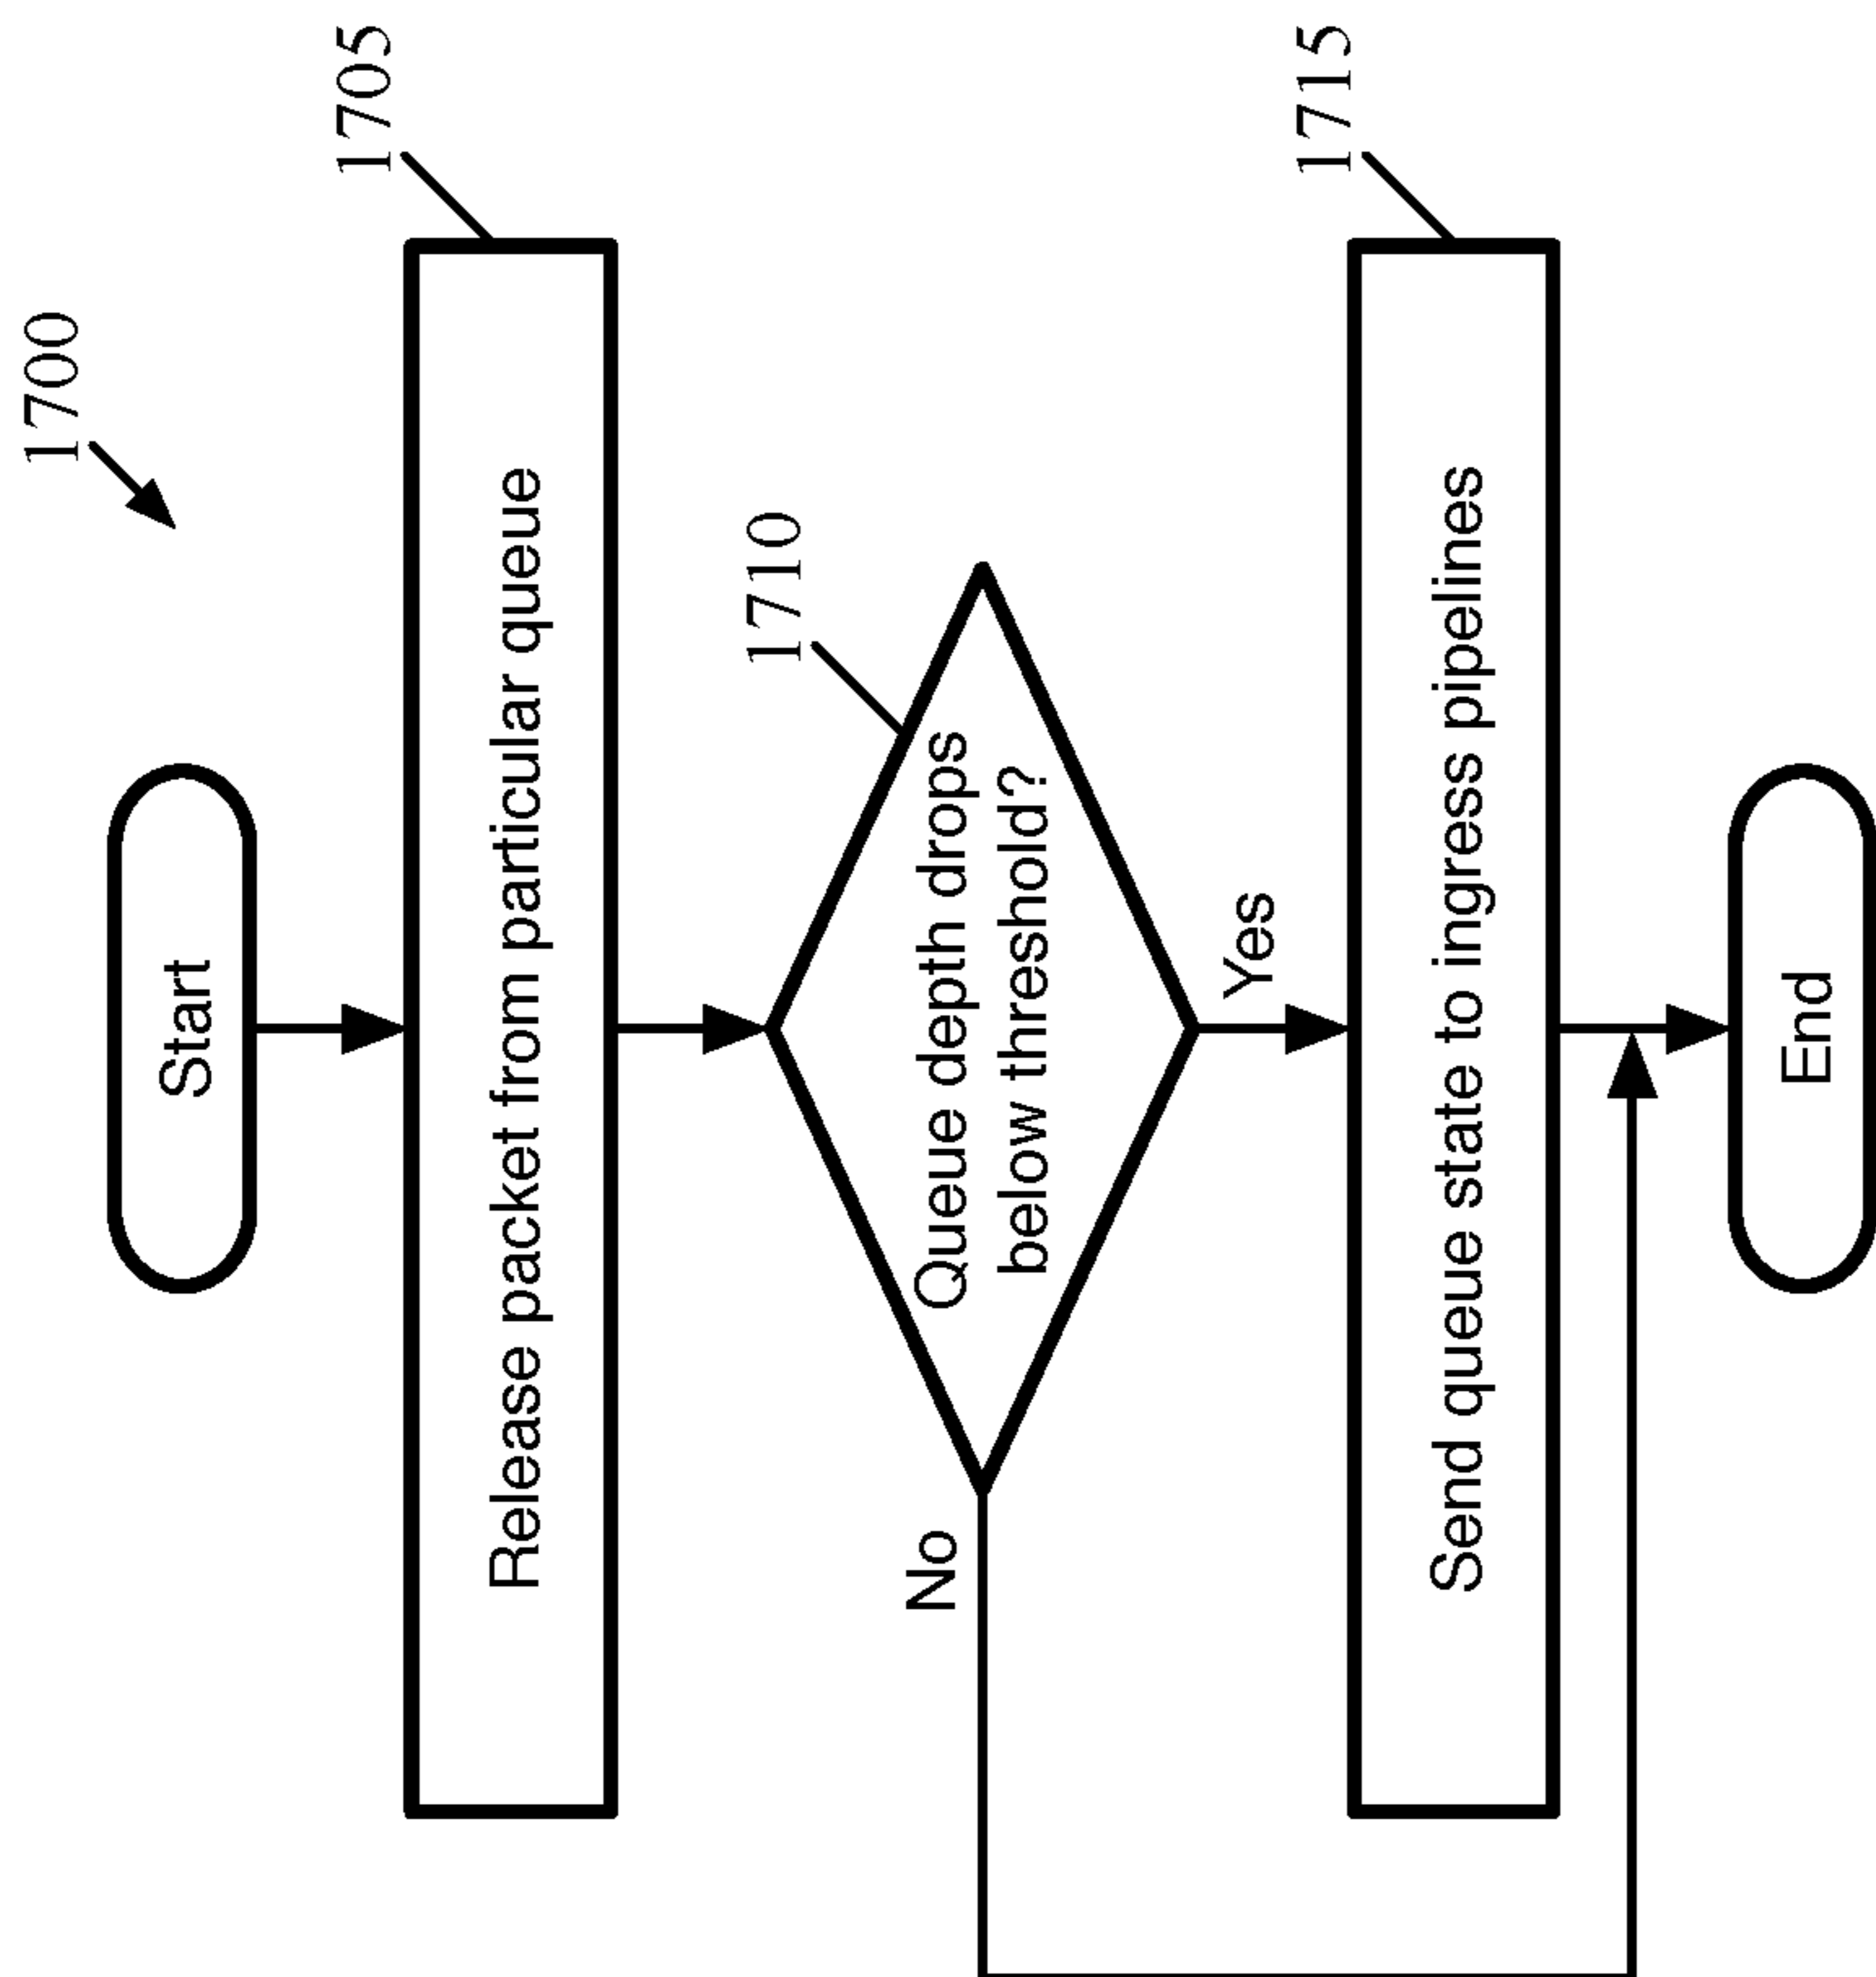 1700
Start
1705
Release packet from particular queue
1710
Queue depth drops
below threshold?
No
Yes
1715
Send queue state to ingress pipelines
End